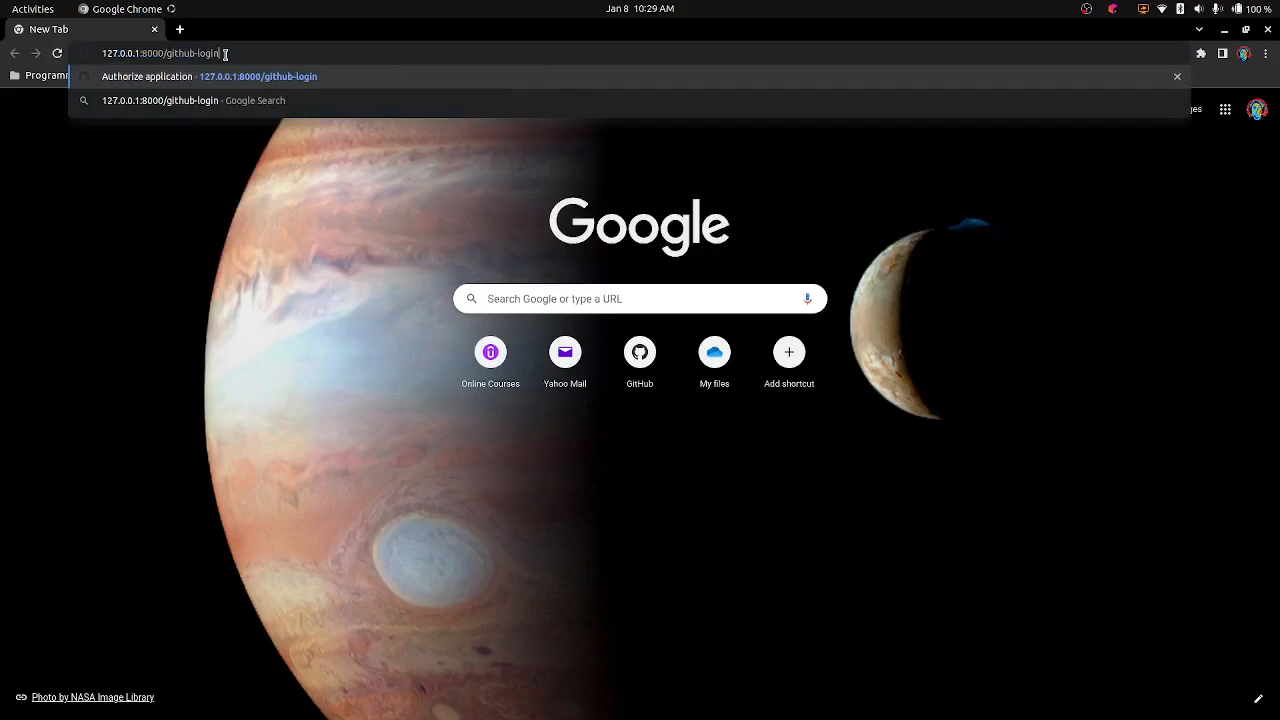 Activities Google Chrome Jan 8 10:29 AM 100 %
New Tab
127.0.0.1:8000/github-login
Programm
Authorize application - 127.0.0.1:8000/github-login
127.0.0.1:8000/github-login - Google Search
ges
Google
Search Google or type a URL
Online Courses Yahoo Mail GitHub My files Add shortcut
Photo by NASA Image Library